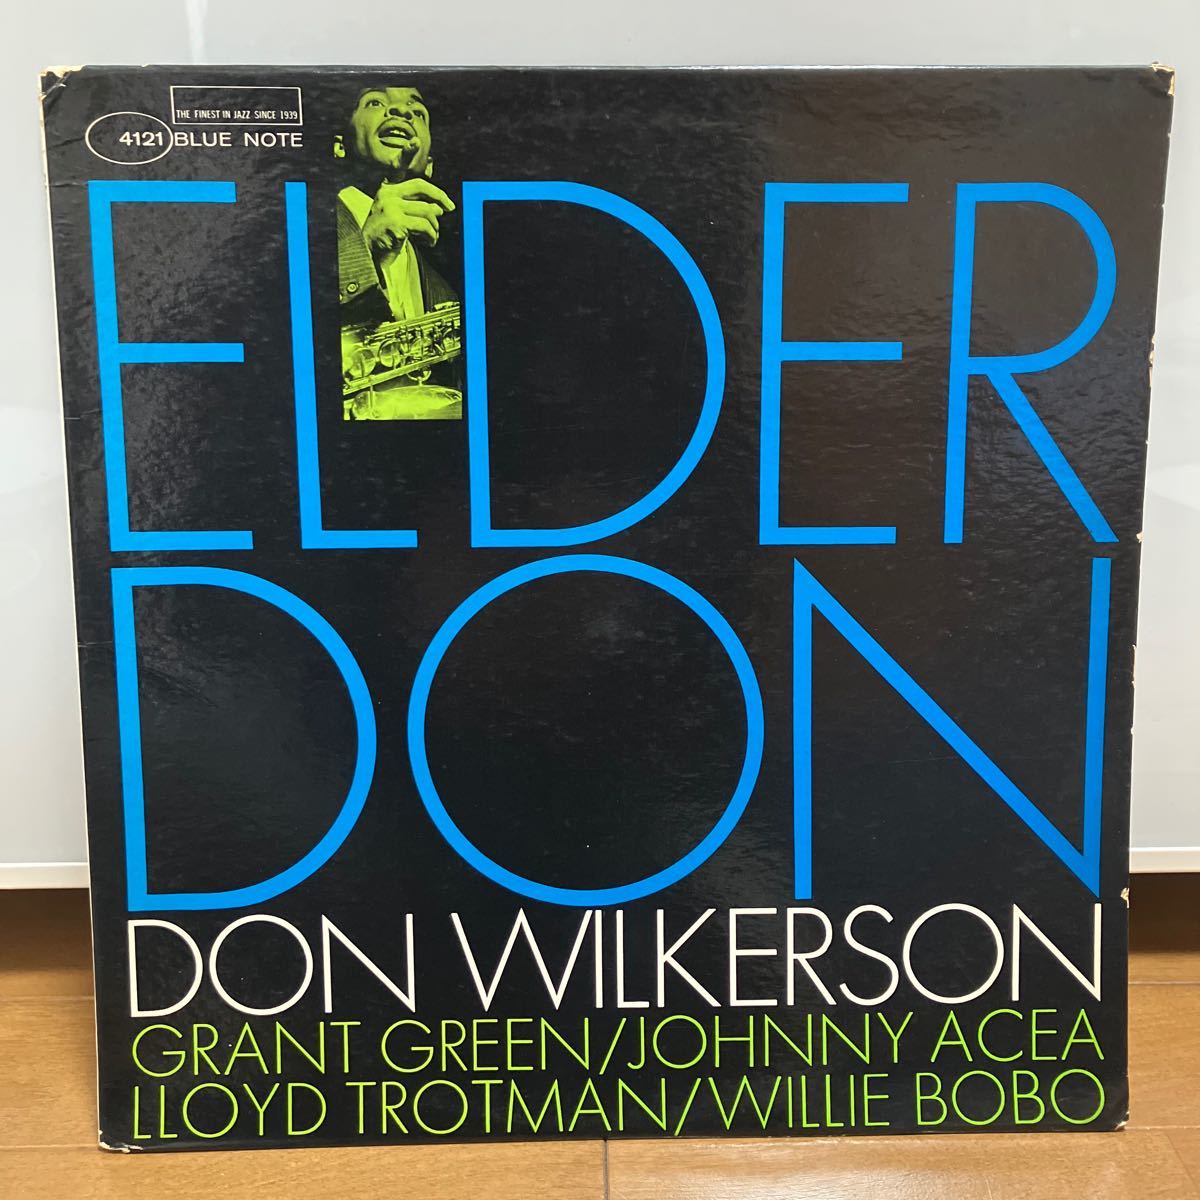 THE FINEST IN JAZZ SINCE 1939
4121 BLUE NOTE
ELDER
DON
DON WILKERSON
GRANT GREEN/JOHNNY ACEA
LLOYD TROTMAN/WILLIE BOBO